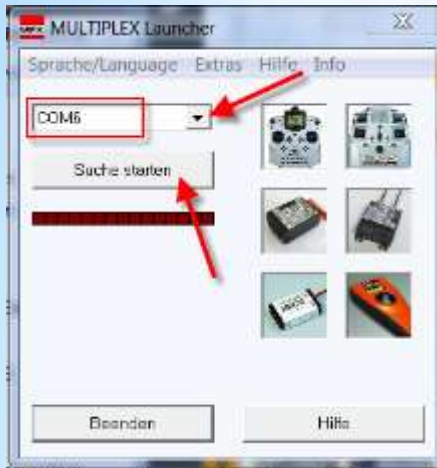 MULTIPLEX Launcher
Sprache/Language Extras Hilfe Info
COM6
Suche starten
Beenden
Hilfe